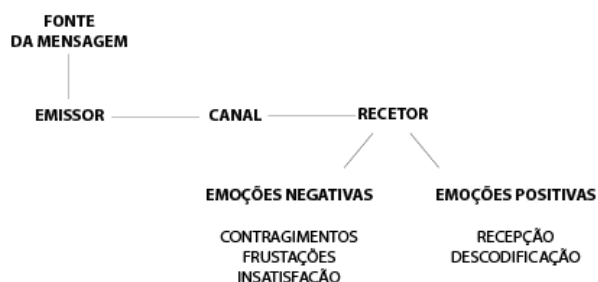 FONTE
DA MENSAGEM
EMISSOR
CANAL
RECETOR
EMOÇÕES NEGATIVAS
CONTRAGIMENTOS
FRUSTAÇÕES
INSATISFAÇÃO
EMOÇÕES POSITIVAS
RECEPÇÃO
DESCODIFICAÇÃO